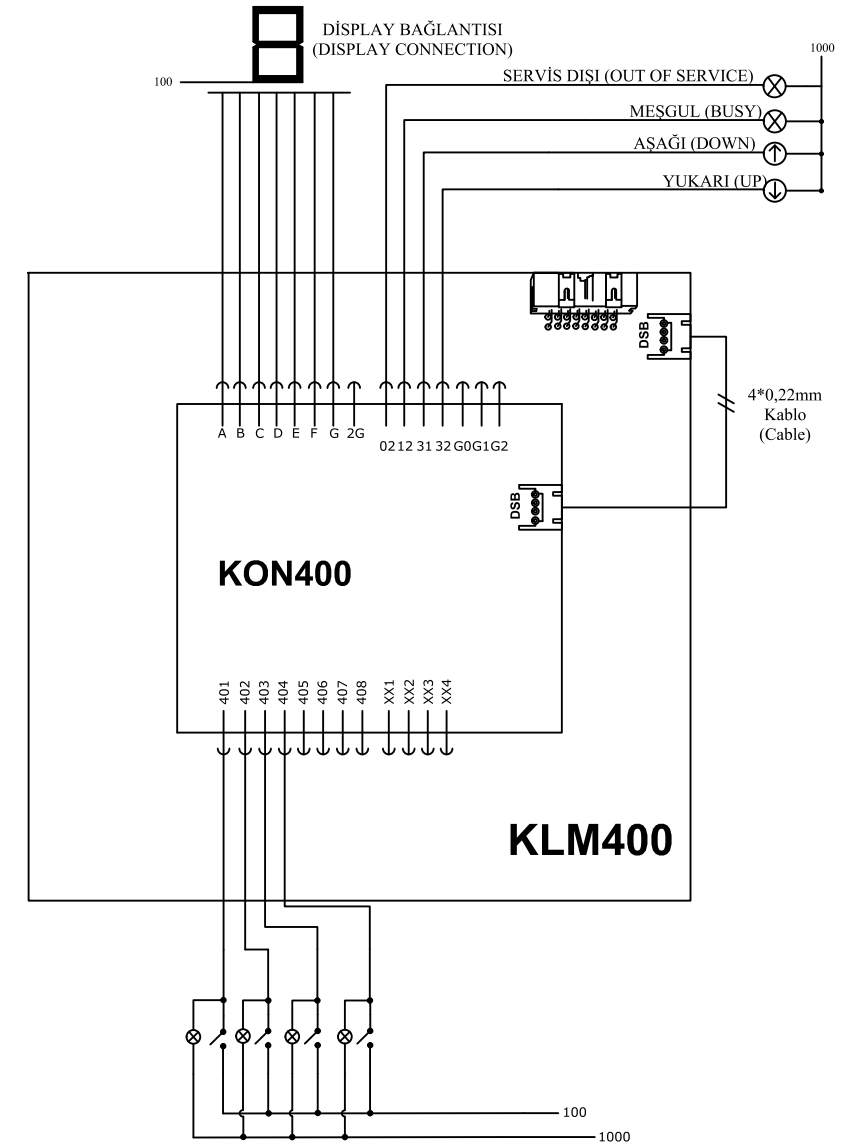 DİSPLAY BAĞLANTISI
(DISPLAY CONNECTION)
100
1000
SERVİS DIŞI (OUT OF SERVICE)
MEŞGUL (BUSY)
AŞAĞI (DOWN)
YUKARI (UP)
DSB
4*0,22mm
Kablo
(Cable)
A B C D E F G 2G
02 12 31 32 G0 G1 G2
DSB
KON400
401 402 403 404 405 406 407 408 XX1 XX2 XX3 XX4
KLM400
100
1000